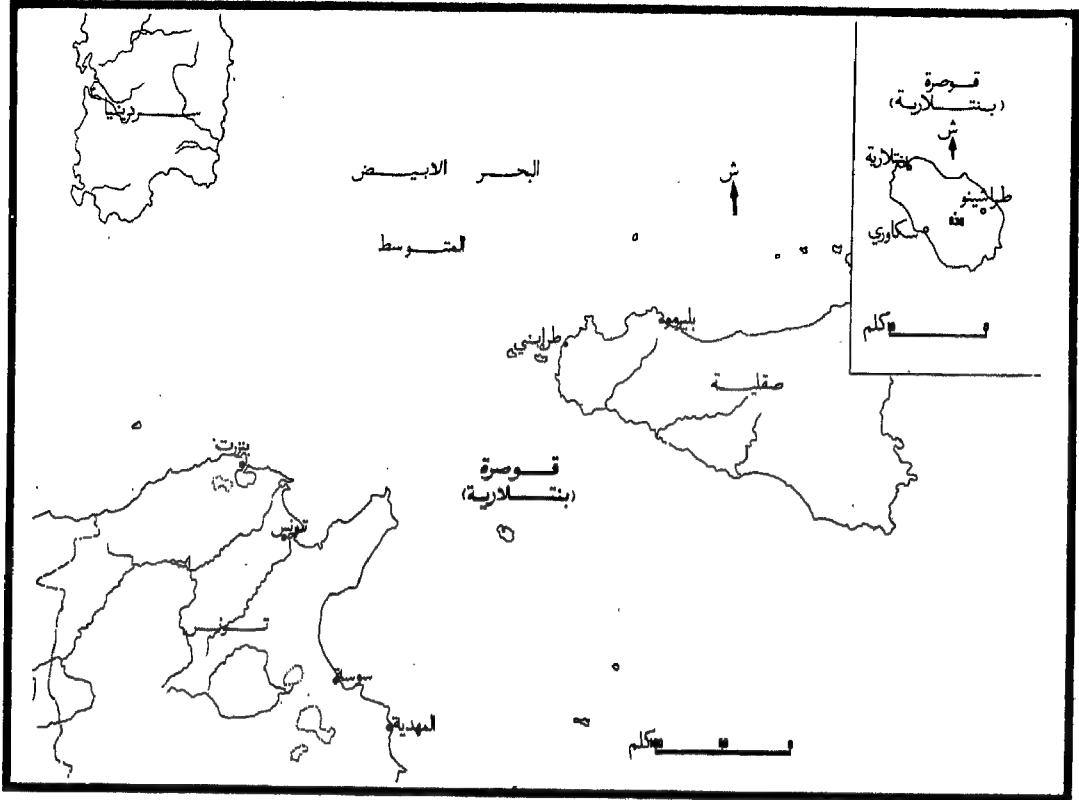 سردينيا
البحر الابيض
المتوسط
ش
طرابني
بليرمو
صقلية
بنزرت
تونس
تونس
سوسة
المهدية
قوصرة
(بنتلارية)
كلم
قوصرة
(بنتلارية)
ش
بنتلارية
طراشينو
سكاوري
كلم